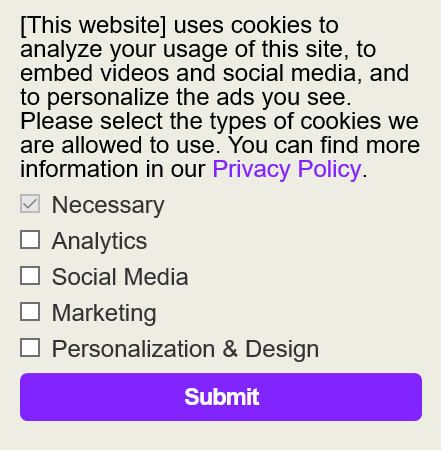 [This website] uses cookies to
analyze your usage of this site, to
embed videos and social media, and
to personalize the ads you see.
Please select the types of cookies we
are allowed to use. You can find more
information in our Privacy Policy.
Necessary
Analytics
Social Media
Marketing
Personalization & Design
Submit